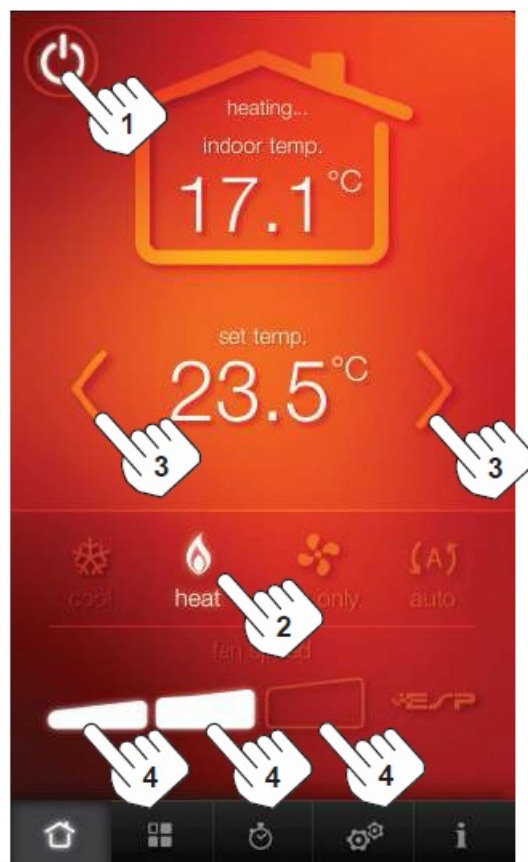 1
heating...
indoor temp.
17.1 °C
set temp.
23.5 °C
3 3
cool heat only auto
(A)
2
fan speed
ESP
4 4 4
i